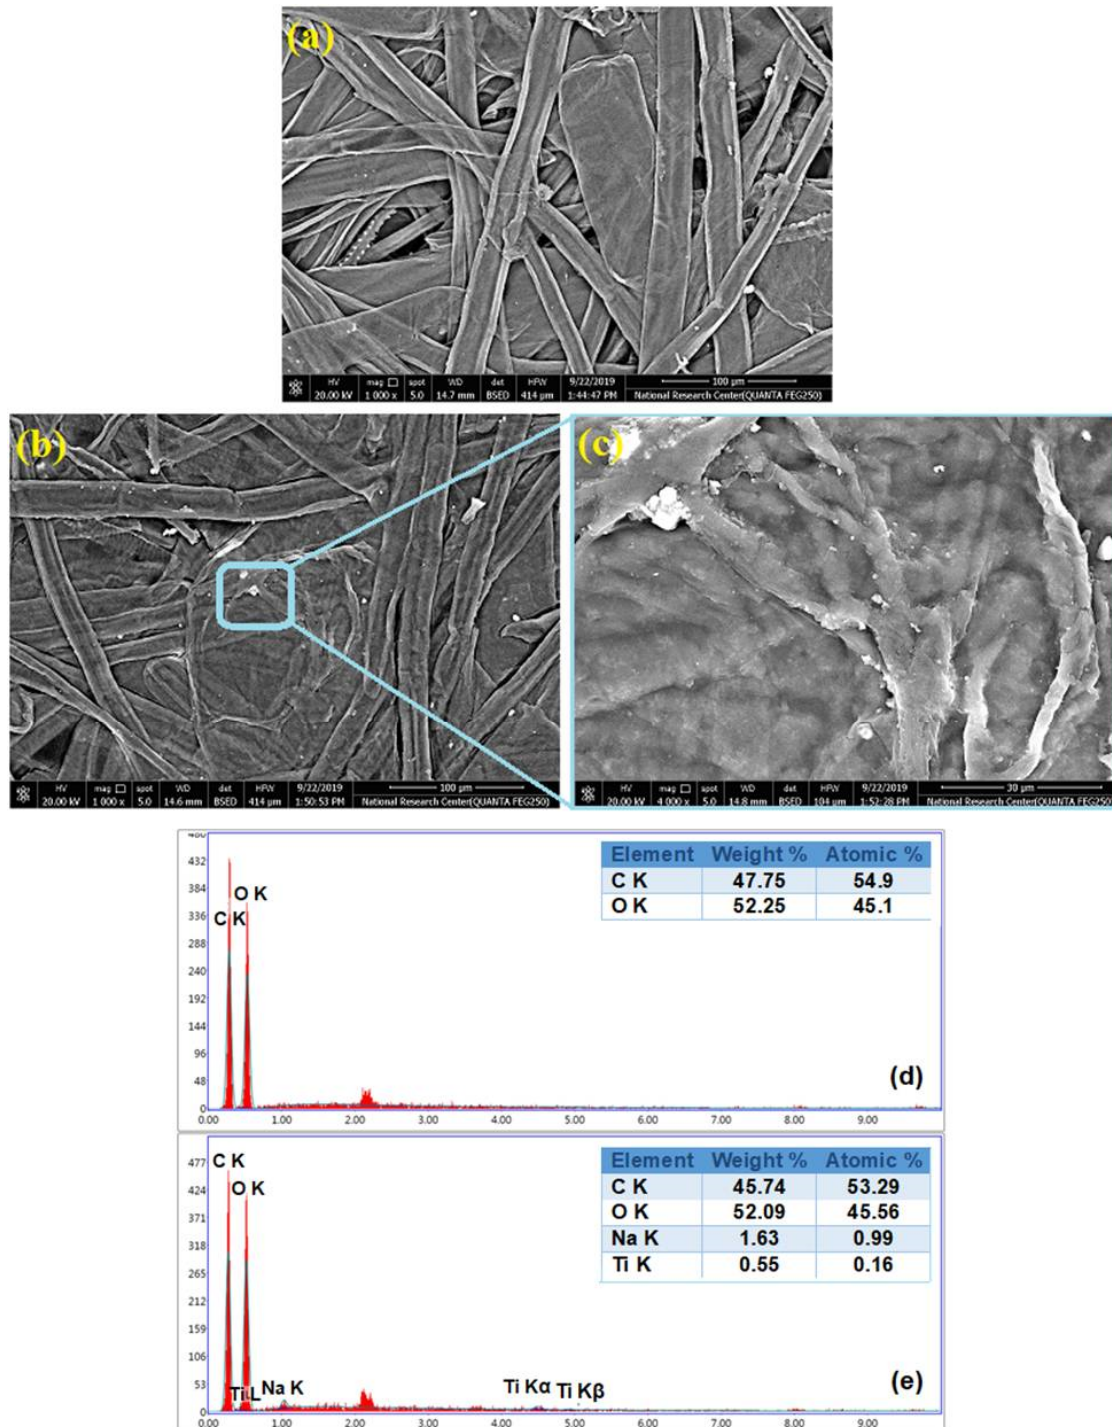 (a)
HV mag □ spot WD det HFW 9/22/2019 100 µm
20.00 kV 1 000 x 5.0 14.7 mm BSED 414 µm 1:44:47 PM National Research Center(QUANTA FEG250)
(b)
HV mag □ spot WD det HFW 9/22/2019 100 µm
20.00 kV 1 000 x 5.0 14.6 mm BSED 414 µm 1:50:53 PM National Research Center(QUANTA FEG250)
(c)
HV mag □ spot WD det HFW 9/22/2019 30 µm
20.00 kV 4 000 x 5.0 14.8 mm BSED 104 µm 1:52:28 PM National Research Center(QUANTA FEG250)
480
432
384
336
288
240
192
144
96
48
0
O K
C K
Element Weight % Atomic %
C K 47.75 54.9
O K 52.25 45.1
(d)
0.00 1.00 2.00 3.00 4.00 5.00 6.00 7.00 8.00 9.00
477
424
371
318
265
212
159
106
53
0
C K
O K
Ti L Na K
Ti Kα Ti Kβ
Element Weight % Atomic %
C K 45.74 53.29
O K 52.09 45.56
Na K 1.63 0.99
Ti K 0.55 0.16
(e)
0.00 1.00 2.00 3.00 4.00 5.00 6.00 7.00 8.00 9.00